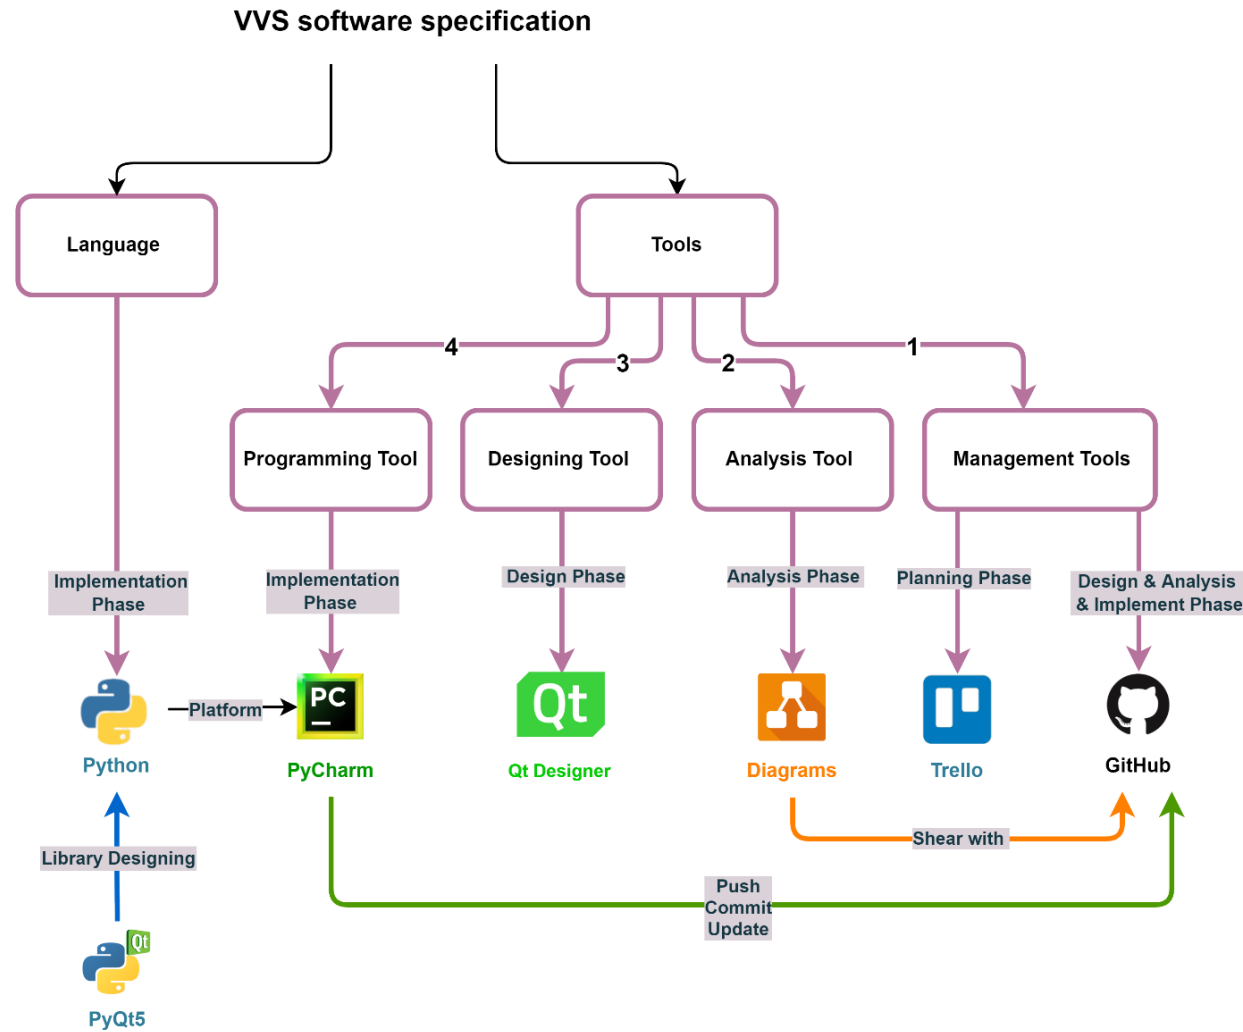 VVS software specification
Language
Tools
4
3
2
1
Programming Tool
Designing Tool
Analysis Tool
Management Tools
Implementation
Phase
Implementation
Phase
Design Phase
Analysis Phase
Planning Phase
Design & Analysis
& Implement Phase
PC
Qt
Platform
Python
PyCharm
Qt Designer
Diagrams
Trello
GitHub
Shear with
Library Designing
Push
Commit
Update
Qt
PyQt5